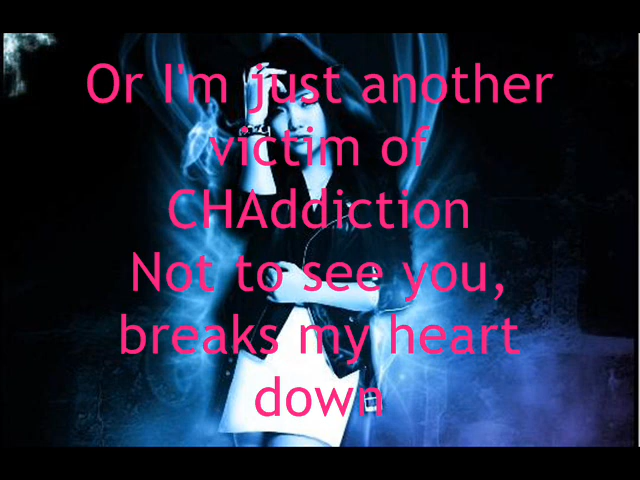 Or I'm just another
victim of
CHAddiction
Not to see you,
breaks my heart
down